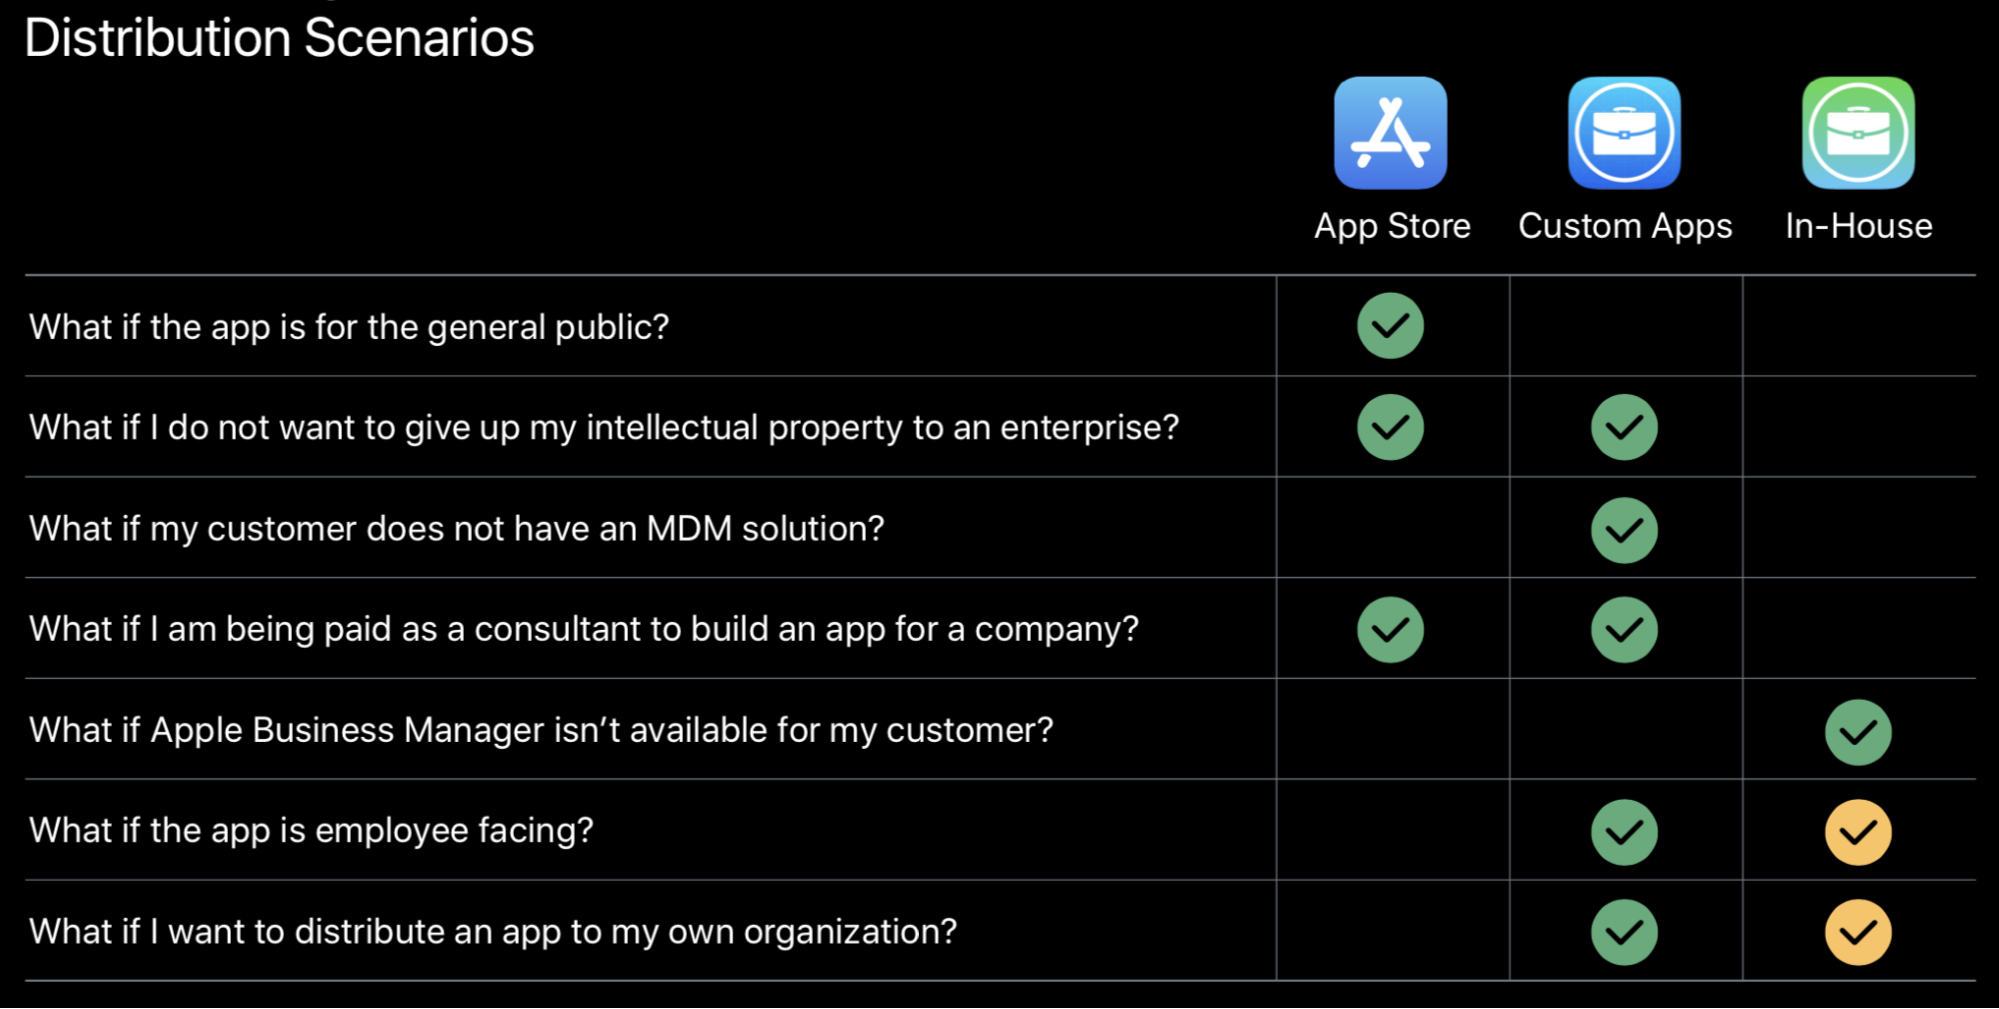 Distribution Scenarios
App Store
Custom Apps
In-House
What if the app is for the general public?
What if I do not want to give up my intellectual property to an enterprise?
What if my customer does not have an MDM solution?
What if I am being paid as a consultant to build an app for a company?
What if Apple Business Manager isn’t available for my customer?
What if the app is employee facing?
What if I want to distribute an app to my own organization?